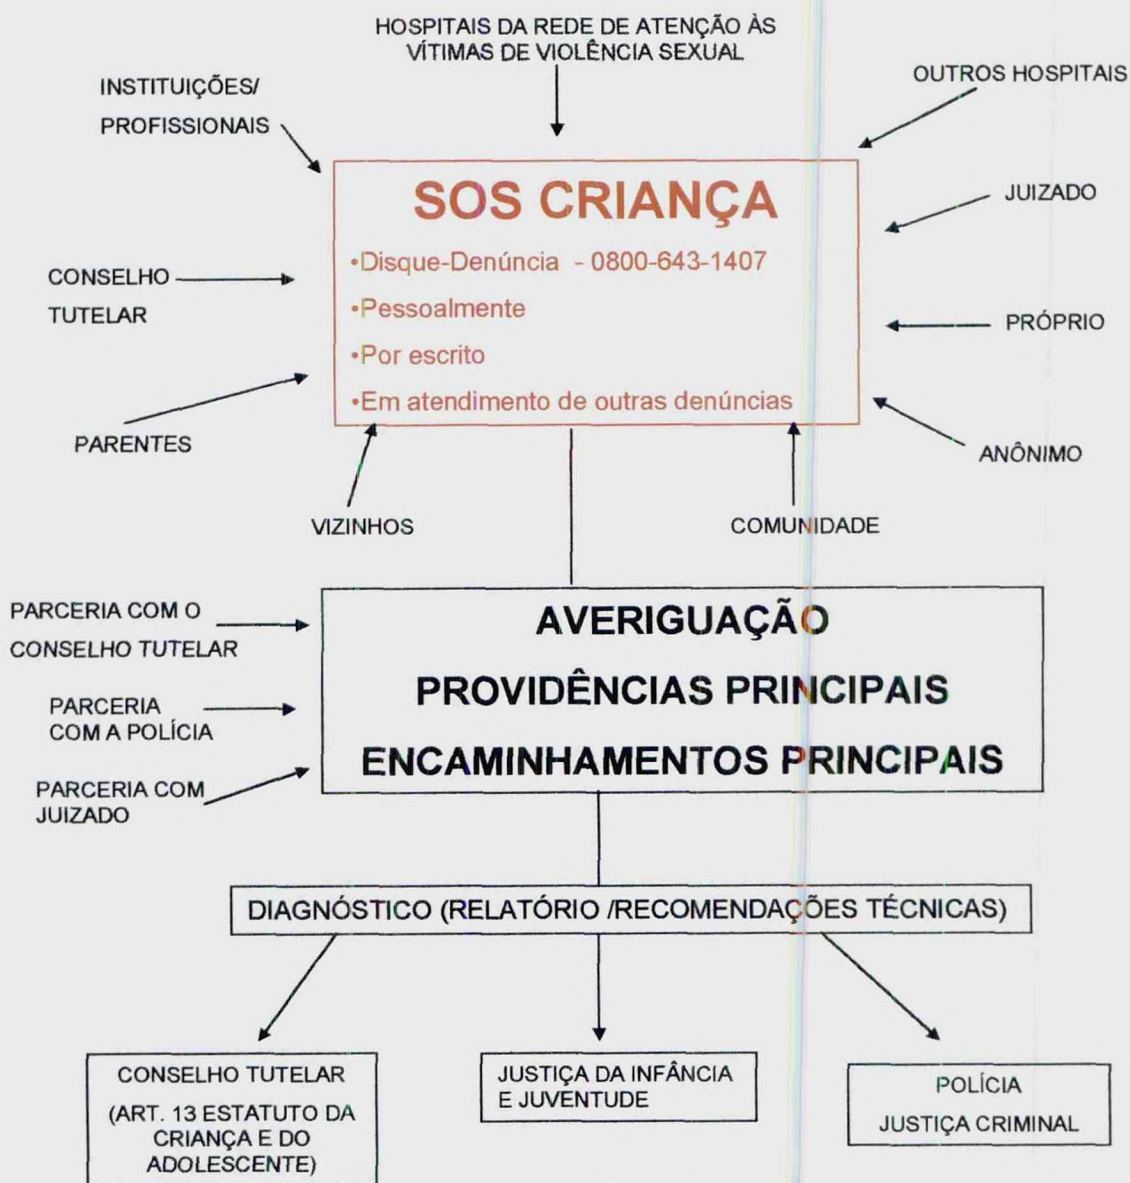 HOSPITAIS DA REDE DE ATENÇÃO ÀS
VÍTIMAS DE VIOLÊNCIA SEXUAL
INSTITUIÇÕES/
PROFISSIONAIS
OUTROS HOSPITAIS
SOS CRIANÇA
•Disque-Denúncia - 0800-643-1407
•Pessoalmente
•Por escrito
•Em atendimento de outras denúncias
JUIZADO
CONSELHO
TUTELAR
PRÓPRIO
PARENTES
ANÔNIMO
VIZINHOS
COMUNIDADE
PARCERIA COM O
CONSELHO TUTELAR
PARCERIA
COM A POLÍCIA
PARCERIA COM
JUIZADO
AVERIGUAÇÃO
PROVIDÊNCIAS PRINCIPAIS
ENCAMINHAMENTOS PRINCIPAIS
DIAGNÓSTICO (RELATÓRIO /RECOMENDAÇÕES TÉCNICAS)
CONSELHO TUTELAR
(ART. 13 ESTATUTO DA
CRIANÇA E DO
ADOLESCENTE)
JUSTIÇA DA INFÂNCIA
E JUVENTUDE
POLÍCIA
JUSTIÇA CRIMINAL